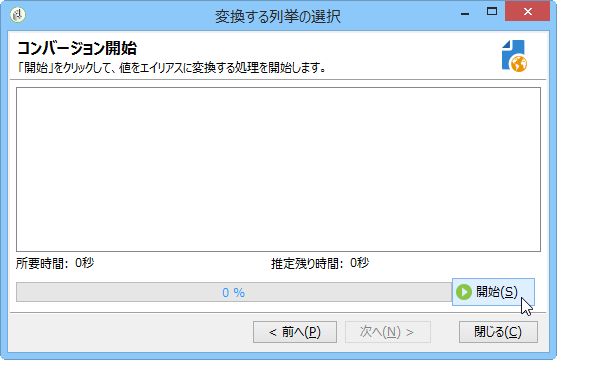 変換する列挙の選択
コンバージョン開始
「開始」をクリックして、値をエイリアスに変換する処理を開始します。
所要時間: 0秒 推定残り時間: 0秒
0 % 開始(S)
< 前へ(P) 次へ(N) > 閉じる(C)